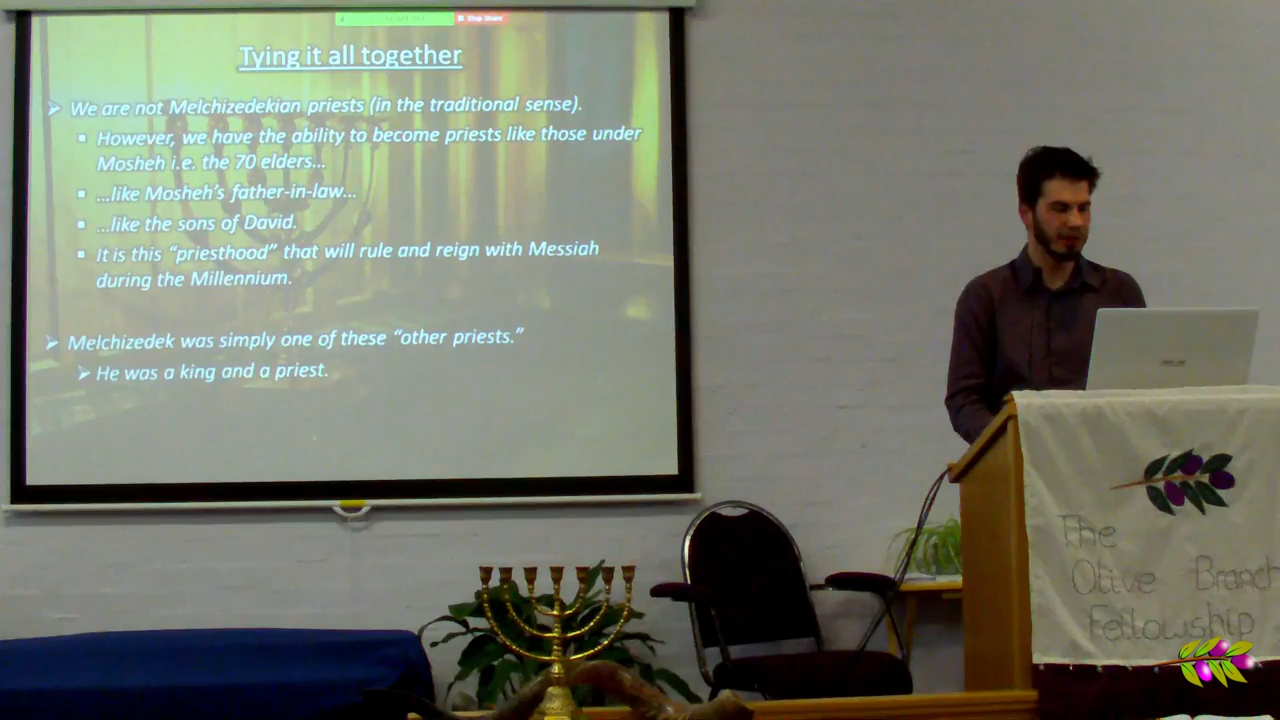 Stop Share
Tying it all together
➢ We are not Melchizedekian priests (in the traditional sense).
▪ However, we have the ability to become priests like those under
Mosheh i.e. the 70 elders...
▪ ...like Mosheh's father-in-law...
▪ ...like the sons of David.
▪ It is this “priesthood” that will rule and reign with Messiah
during the Millennium.
➢ Melchizedek was simply one of these “other priests.”
➢ He was a king and a priest.
The
Olive Branch
Fellowship